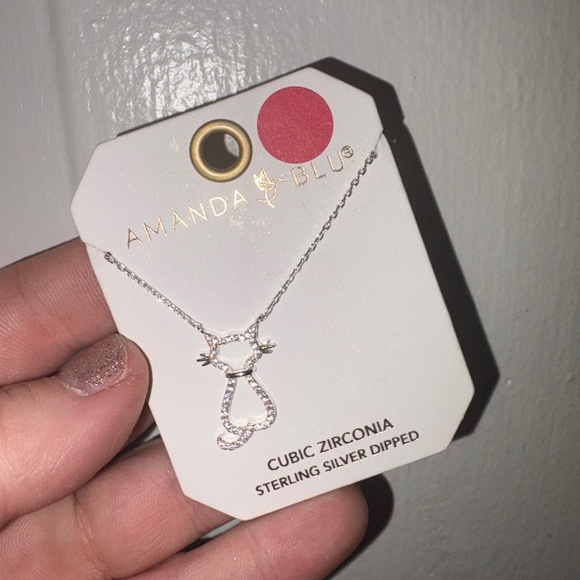 AMANDA BLU®
CUBIC ZIRCONIA
STERLING SILVER DIPPED